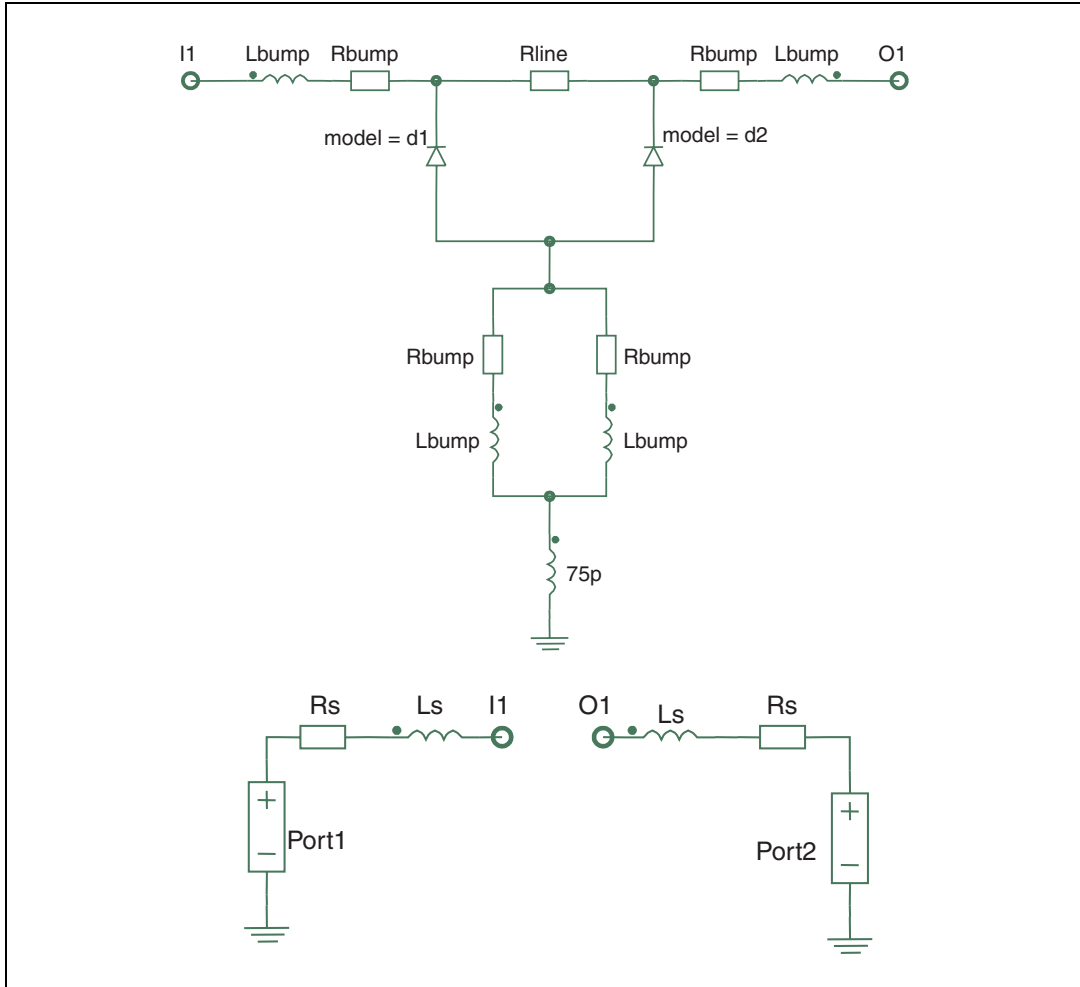 I1 Lbump Rbump Rline Rbump Lbump O1
model = d1 model = d2
Rbump Rbump
Lbump Lbump
75p
Rs Ls I1 O1 Ls Rs
+ +
Port1 Port2
− −